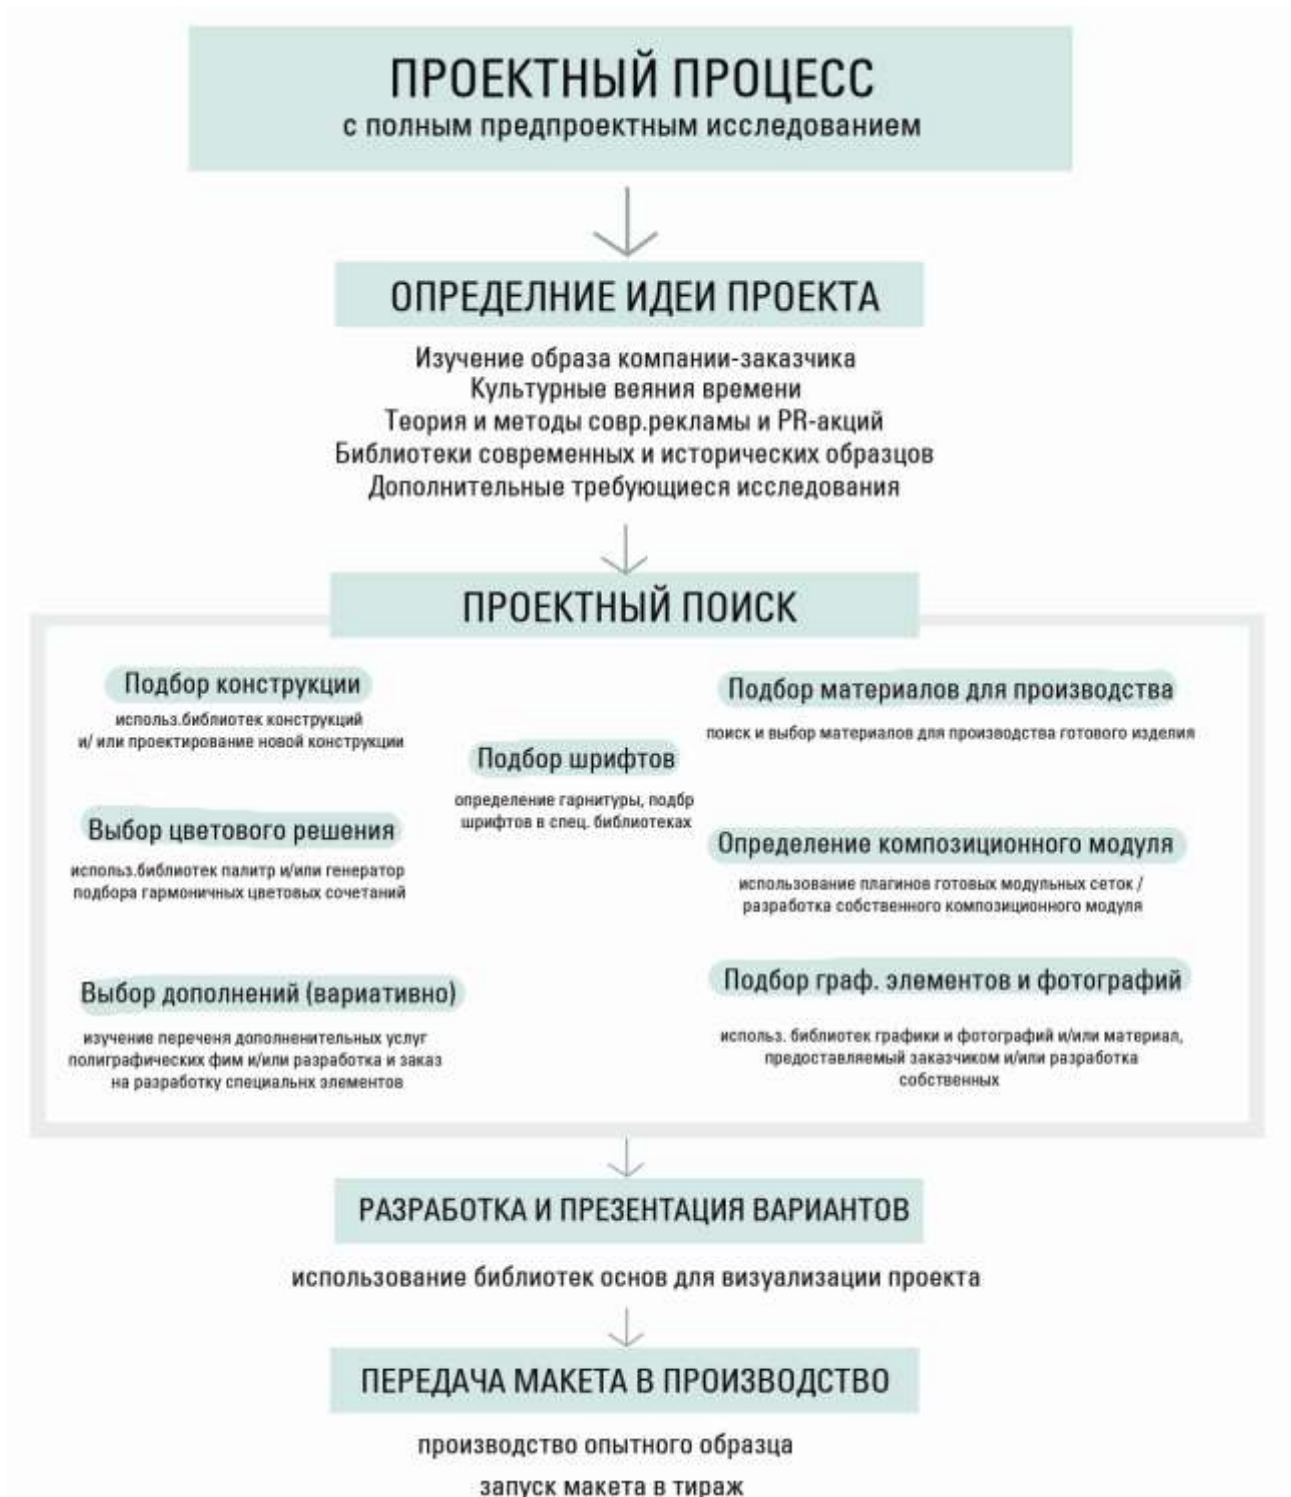 ПРОЕКТНЫЙ ПРОЦЕСС
с полным предпроектным исследованием
ОПРЕДЕЛНИЕ ИДЕИ ПРОЕКТА
Изучение образа компании-заказчика
Культурные веяния времени
Теория и методы совр.рекламы и PR-акций
Библиотеки современных и исторических образцов
Дополнительные требующиеся исследования
ПРОЕКТНЫЙ ПОИСК
Подбор конструкции
использ.библиотек конструкций
и/ или проектирование новой конструкции
Выбор цветового решения
использ.библиотек палитр и/или генератор
подбора гармоничных цветовых сочетаний
Выбор дополнений (вариативно)
изучение переченя дополненительных услуг
полиграфических фим и/или разработка и заказ
на разработку специальнх элементов
Подбор шрифтов
определение гарнитуры, подбр
шрифтов в спец. библиотеках
Подбор материалов для производства
поиск и выбор материалов для производства готового изделия
Определение композиционного модуля
использование плагинов готовых модульных сеток /
разработка собственного композиционного модуля
Подбор граф. элементов и фотографий
использ. библиотек графики и фотографий и/или материал,
предоставляемый заказчиком и/или разработка
собственных
РАЗРАБОТКА И ПРЕЗЕНТАЦИЯ ВАРИАНТОВ
использование библиотек основ для визуализации проекта
ПЕРЕДАЧА МАКЕТА В ПРОИЗВОДСТВО
производство опытного образца
запуск макета в тираж